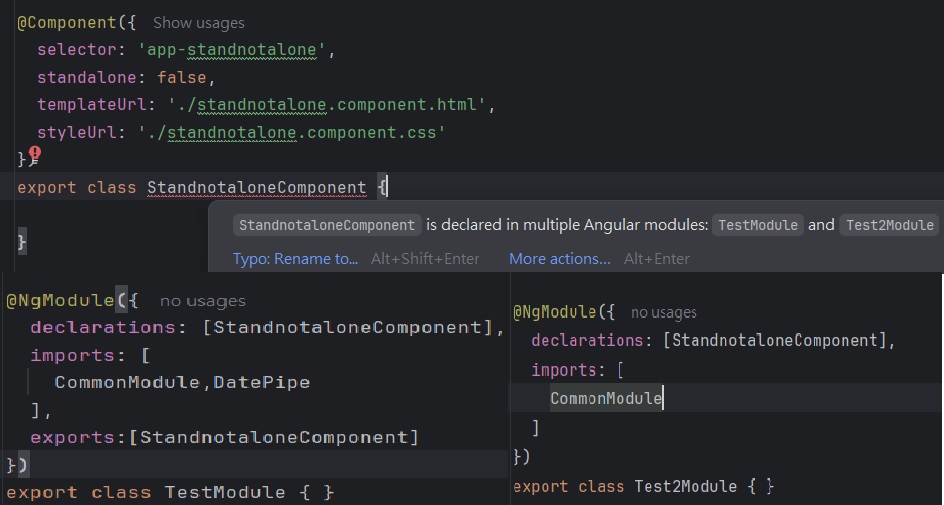 @Component({ Show usages
selector: 'app-standnotalone',
standalone: false,
templateUrl: './standnotalone.component.html',
styleUrl: './standnotalone.component.css'
})
export class StandnotaloneComponent {
}
StandnotaloneComponent is declared in multiple Angular modules: TestModule and Test2Module
Typo: Rename to... Alt+Shift+Enter More actions... Alt+Enter
@NgModule({ no usages
declarations: [StandnotaloneComponent],
imports: [
CommonModule,DatePipe
],
exports:[StandnotaloneComponent]
})
export class TestModule { }
@NgModule({ no usages
declarations: [StandnotaloneComponent],
imports: [
CommonModule
]
})
export class Test2Module { }